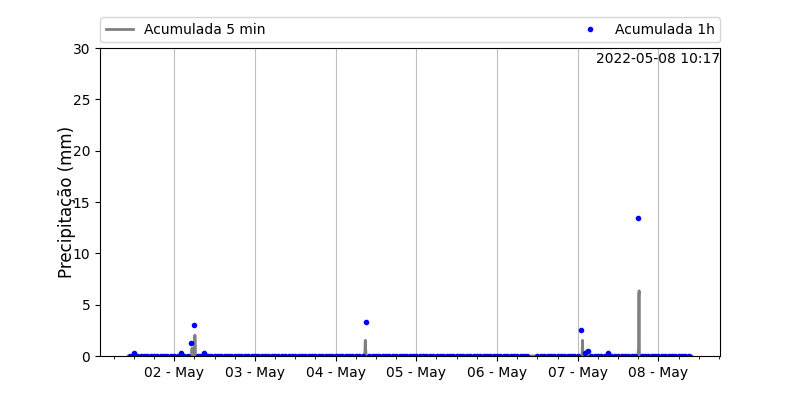 Acumulada 5 min
Acumulada 1h
2022-05-08 10:17
Precipitação (mm)
30
25
20
15
10
5
0
02 - May 03 - May 04 - May 05 - May 06 - May 07 - May 08 - May